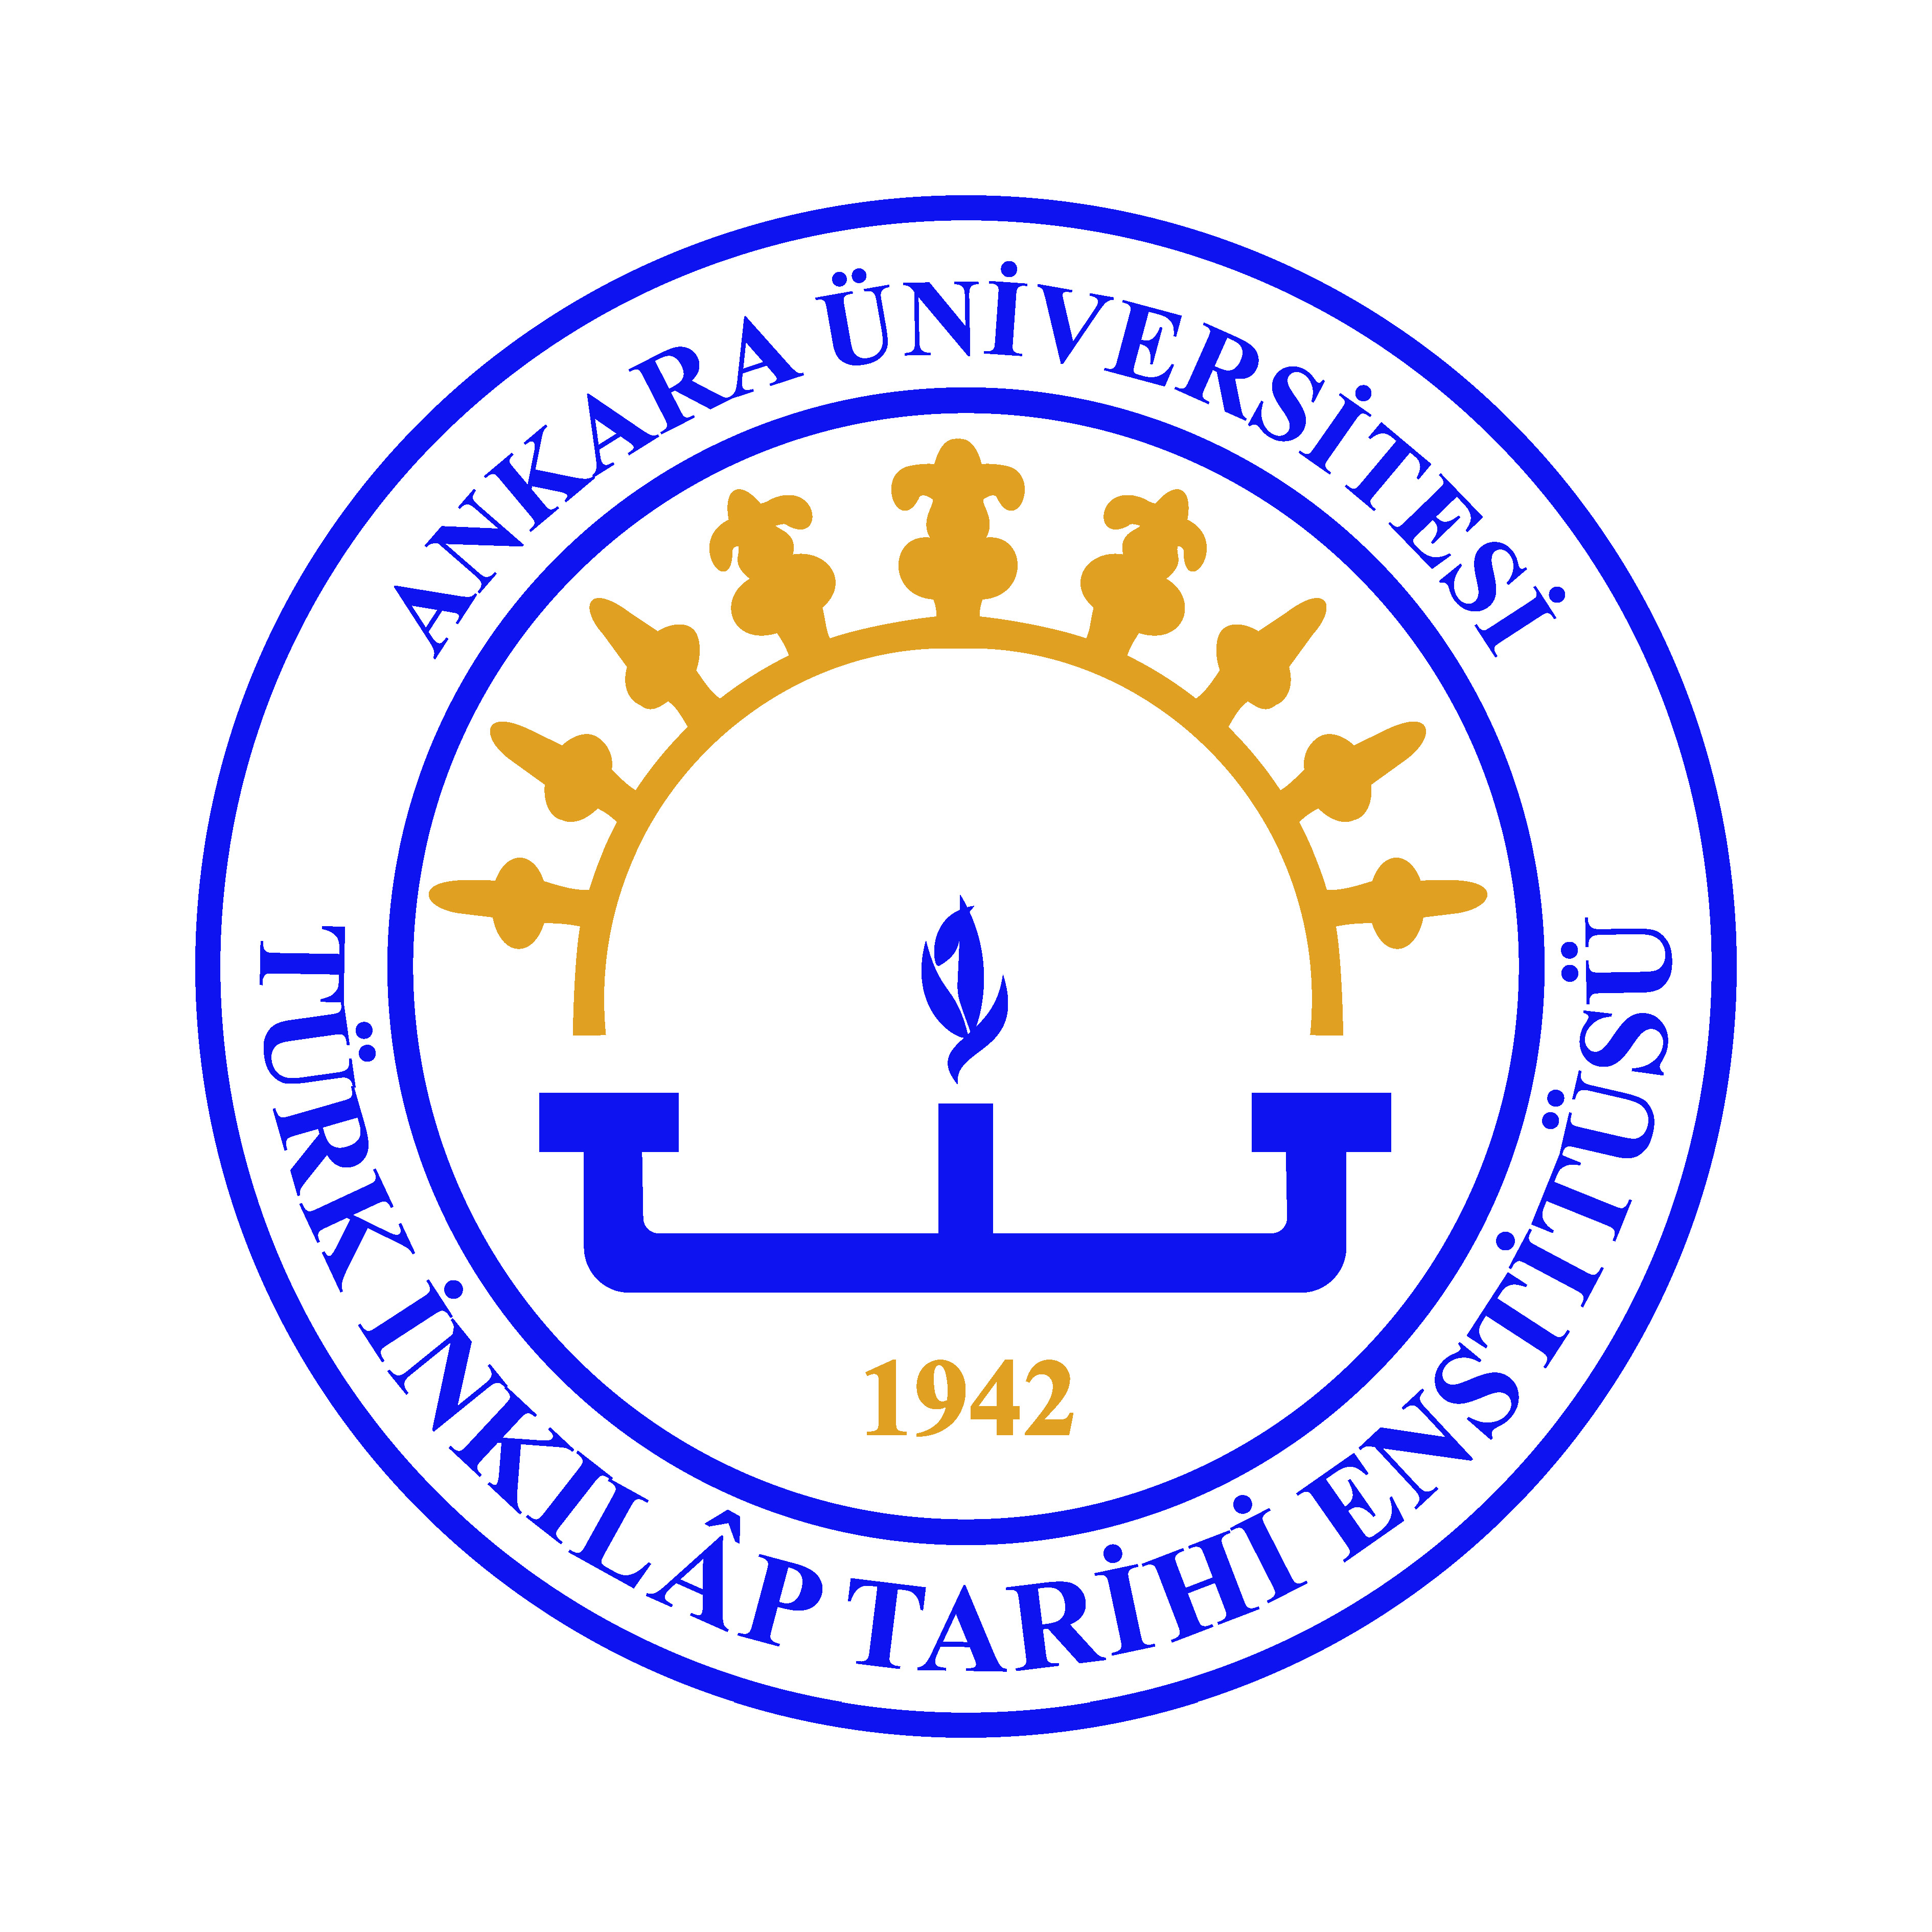 ANKARA ÜNİVERSİTESİ
1942
TÜRK İNKILÂP TARİHİ ENSTİTÜSÜ